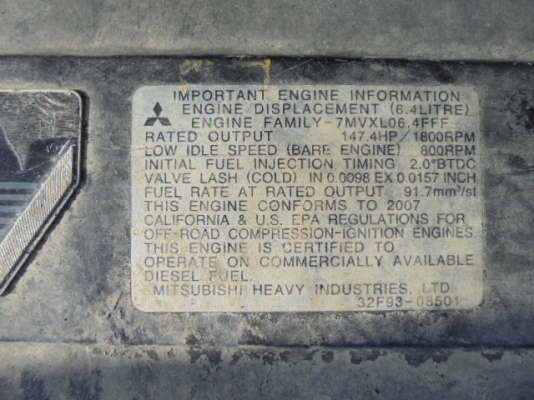 IMPORTANT ENGINE INFORMATION
ENGINE DISPLACEMENT (6.4LITRE)
ENGINE FAMILY-7MVXL06.4FFF
RATED OUTPUT 147.4HP/1800RPM
LOW IDLE SPEED (BARE ENGINE) 800RPM
INITIAL FUEL INJECTION TIMING 2.0°BTDC
VALVE LASH (COLD) IN 0.0098 EX 0.0157 INCH
FUEL RATE AT RATED OUTPUT 91.7mm³/st
THIS ENGINE CONFORMS TO 2007
CALIFORNIA & U.S. EPA REGULATIONS FOR
OFF-ROAD COMPRESSION-IGNITION ENGINES.
THIS ENGINE IS CERTIFIED TO
OPERATE ON COMMERCIALLY AVAILABLE
DIESEL FUEL.
MITSUBISHI HEAVY INDUSTRIES, LTD.
32F93-08501